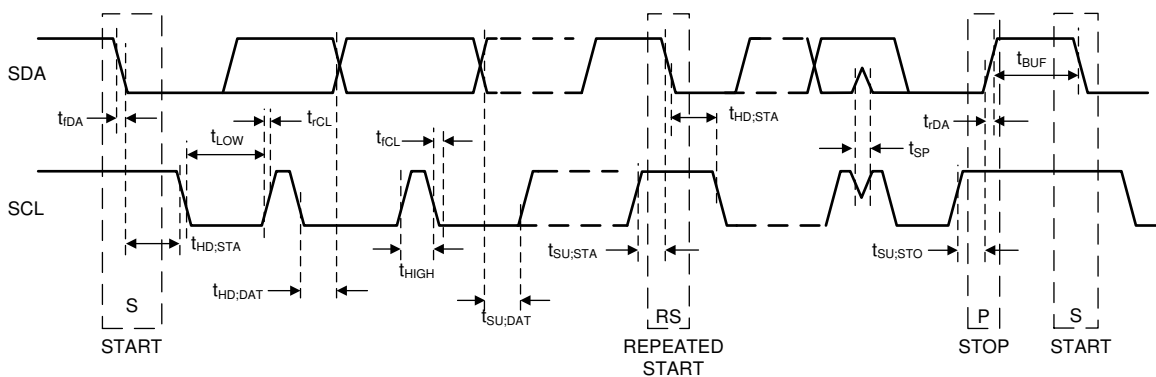 SDA
t_fDA
t_LOW
t_rCL
t_fCL
t_HD;STA
t_SP
t_rDA
t_BUF
SCL
t_HD;STA
t_HD;DAT
t_HIGH
t_SU;DAT
t_SU;STA
t_SU;STO
S
RS
P
S
START
REPEATED
START
STOP
START